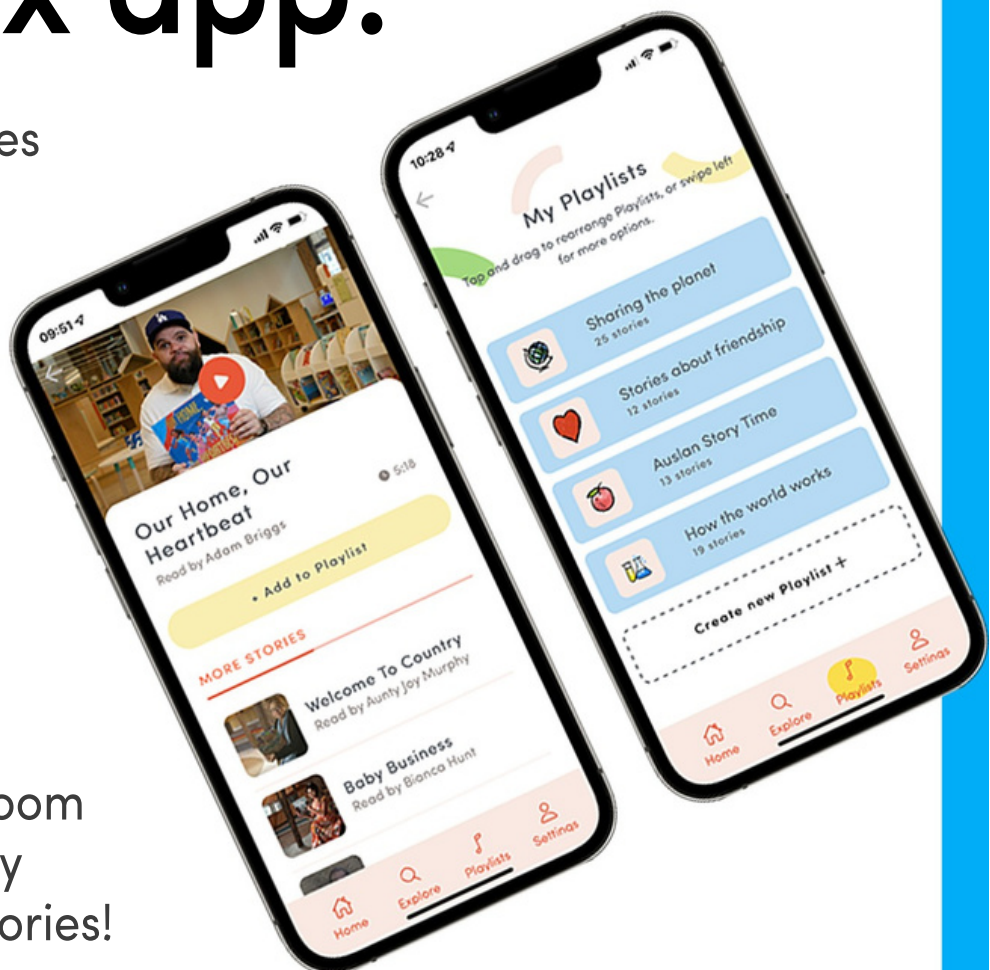 x app.
es
oom
y
ories!
09:51
Our Home, Our
Heartbeat
5:18
Read by Adam Briggs
+ Add to Playlist
MORE STORIES
Welcome To Country
Read by Aunty Joy Murphy
Baby Business
Read by Bianca Hunt
Home
Explore
Playlists
Settings
10:28
My Playlists
Tap and drag to rearrange Playlists, or swipe left
for more options.
Sharing the planet
25 stories
Stories about friendship
12 stories
Auslan Story Time
13 stories
How the world works
19 stories
Create new Playlist +
Home
Explore
Playlists
Settings